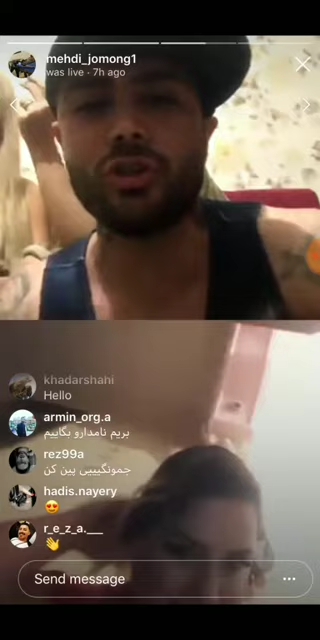 mehdi_jomong1
was live · 7h ago
khadarshahi
Hello
armin_org.a
بریم نامدارو بگاییم
rez99a
جمونگییییی پین کن
hadis.nayery
😍
r_e_z_a.___
👋
Send message